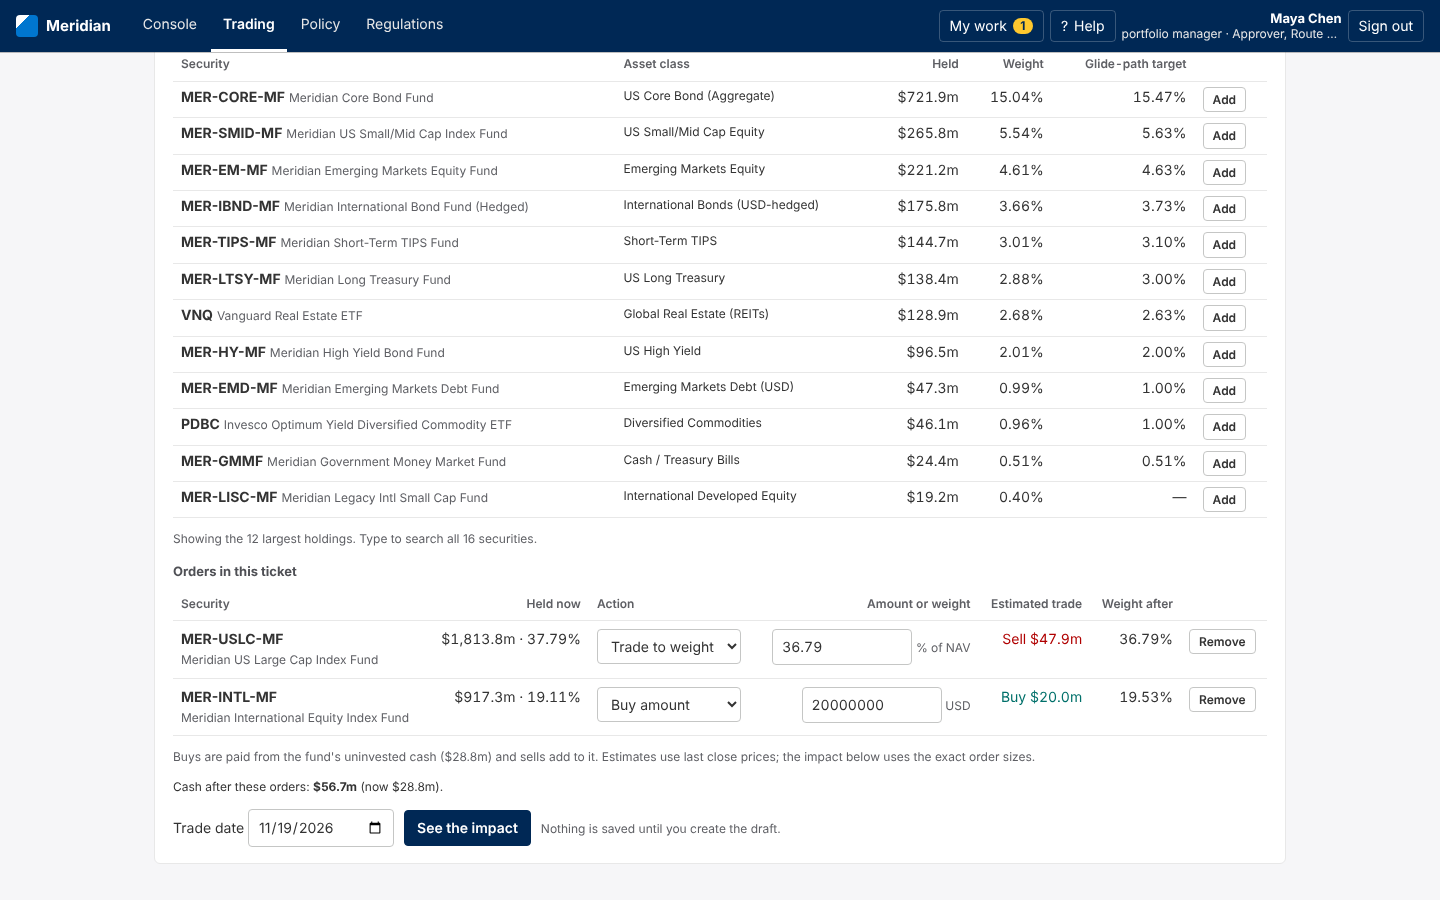 Meridian Console Trading Policy Regulations My work 1 ? Help Maya Chen Sign out
portfolio manager · Approver, Route ...
Security Asset class Held Weight Glide-path target
MER-CORE-MF Meridian Core Bond Fund US Core Bond (Aggregate) $721.9m 15.04% 15.47% Add
MER-SMID-MF Meridian US Small/Mid Cap Index Fund US Small/Mid Cap Equity $265.8m 5.54% 5.63% Add
MER-EM-MF Meridian Emerging Markets Equity Fund Emerging Markets Equity $221.2m 4.61% 4.63% Add
MER-IBND-MF Meridian International Bond Fund (Hedged) International Bonds (USD-hedged) $175.8m 3.66% 3.73% Add
MER-TIPS-MF Meridian Short-Term TIPS Fund Short-Term TIPS $144.7m 3.01% 3.10% Add
MER-LTSY-MF Meridian Long Treasury Fund US Long Treasury $138.4m 2.88% 3.00% Add
VNQ Vanguard Real Estate ETF Global Real Estate (REITs) $128.9m 2.68% 2.63% Add
MER-HY-MF Meridian High Yield Bond Fund US High Yield $96.5m 2.01% 2.00% Add
MER-EMD-MF Meridian Emerging Markets Debt Fund Emerging Markets Debt (USD) $47.3m 0.99% 1.00% Add
PDBC Invesco Optimum Yield Diversified Commodity ETF Diversified Commodities $46.1m 0.96% 1.00% Add
MER-GMMF Meridian Government Money Market Fund Cash / Treasury Bills $24.4m 0.51% 0.51% Add
MER-LISC-MF Meridian Legacy Intl Small Cap Fund International Developed Equity $19.2m 0.40% — Add
Showing the 12 largest holdings. Type to search all 16 securities.
Orders in this ticket
Security Held now Action Amount or weight Estimated trade Weight after
MER-USLC-MF $1,813.8m · 37.79% Trade to weight 36.79 % of NAV Sell $47.9m 36.79% Remove
Meridian US Large Cap Index Fund
MER-INTL-MF $917.3m · 19.11% Buy amount 20000000 USD Buy $20.0m 19.53% Remove
Meridian International Equity Index Fund
Buys are paid from the fund's uninvested cash ($28.8m) and sells add to it. Estimates use last close prices; the impact below uses the exact order sizes.
Cash after these orders: $56.7m (now $28.8m).
Trade date 11/19/2026 See the impact Nothing is saved until you create the draft.